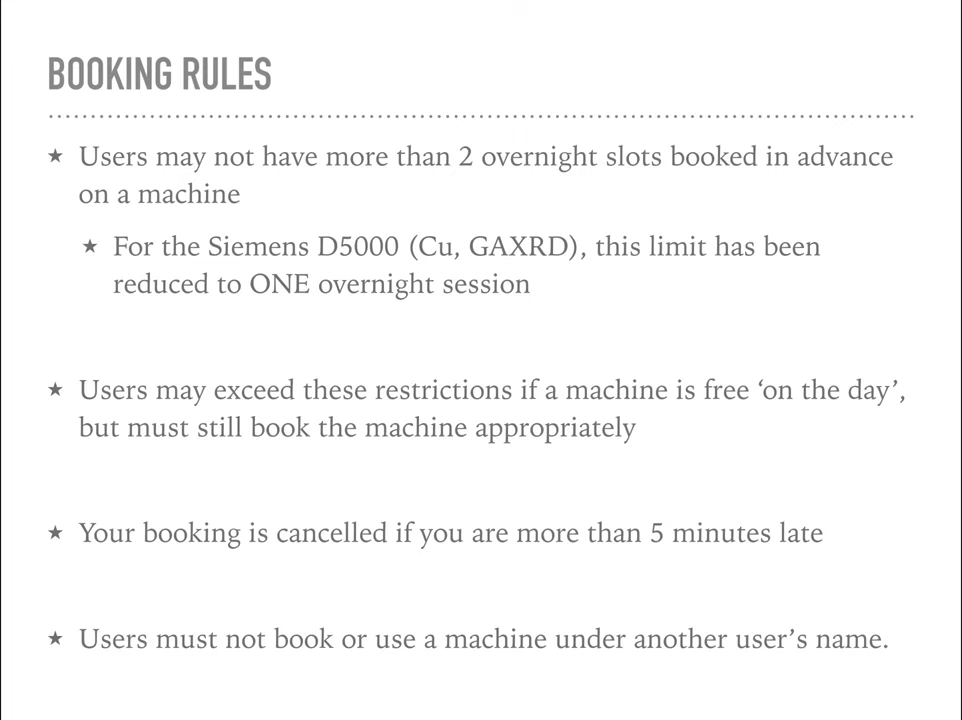 BOOKING RULES
★ Users may not have more than 2 overnight slots booked in advance
on a machine
★ For the Siemens D5000 (Cu, GAXRD), this limit has been
reduced to ONE overnight session
★ Users may exceed these restrictions if a machine is free ‘on the day’,
but must still book the machine appropriately
★ Your booking is cancelled if you are more than 5 minutes late
★ Users must not book or use a machine under another user’s name.